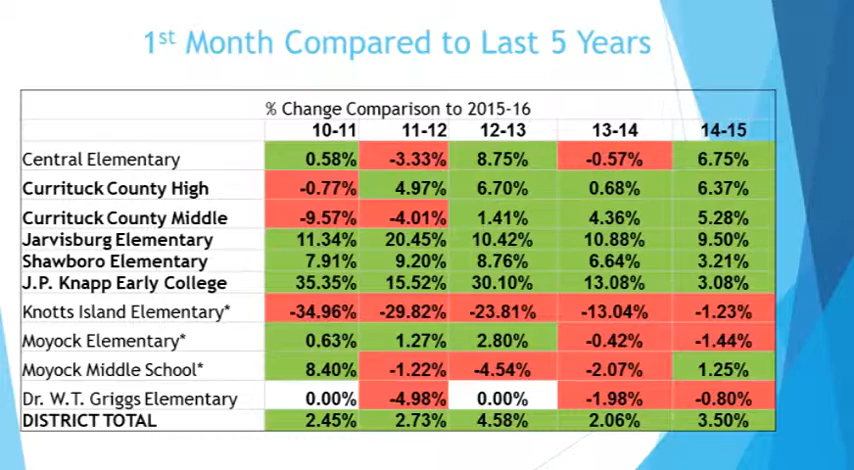 1st Month Compared to Last 5 Years
% Change Comparison to 2015-16
10-11 11-12 12-13 13-14 14-15
Central Elementary 0.58% -3.33% 8.75% -0.57% 6.75%
Currituck County High -0.77% 4.97% 6.70% 0.68% 6.37%
Currituck County Middle -9.57% -4.01% 1.41% 4.36% 5.28%
Jarvisburg Elementary 11.34% 20.45% 10.42% 10.88% 9.50%
Shawboro Elementary 7.91% 9.20% 8.76% 6.64% 3.21%
J.P. Knapp Early College 35.35% 15.52% 30.10% 13.08% 3.08%
Knotts Island Elementary* -34.96% -29.82% -23.81% -13.04% -1.23%
Moyock Elementary* 0.63% 1.27% 2.80% -0.42% -1.44%
Moyock Middle School* 8.40% -1.22% -4.54% -2.07% 1.25%
Dr. W.T. Griggs Elementary 0.00% -4.98% 0.00% -1.98% -0.80%
DISTRICT TOTAL 2.45% 2.73% 4.58% 2.06% 3.50%